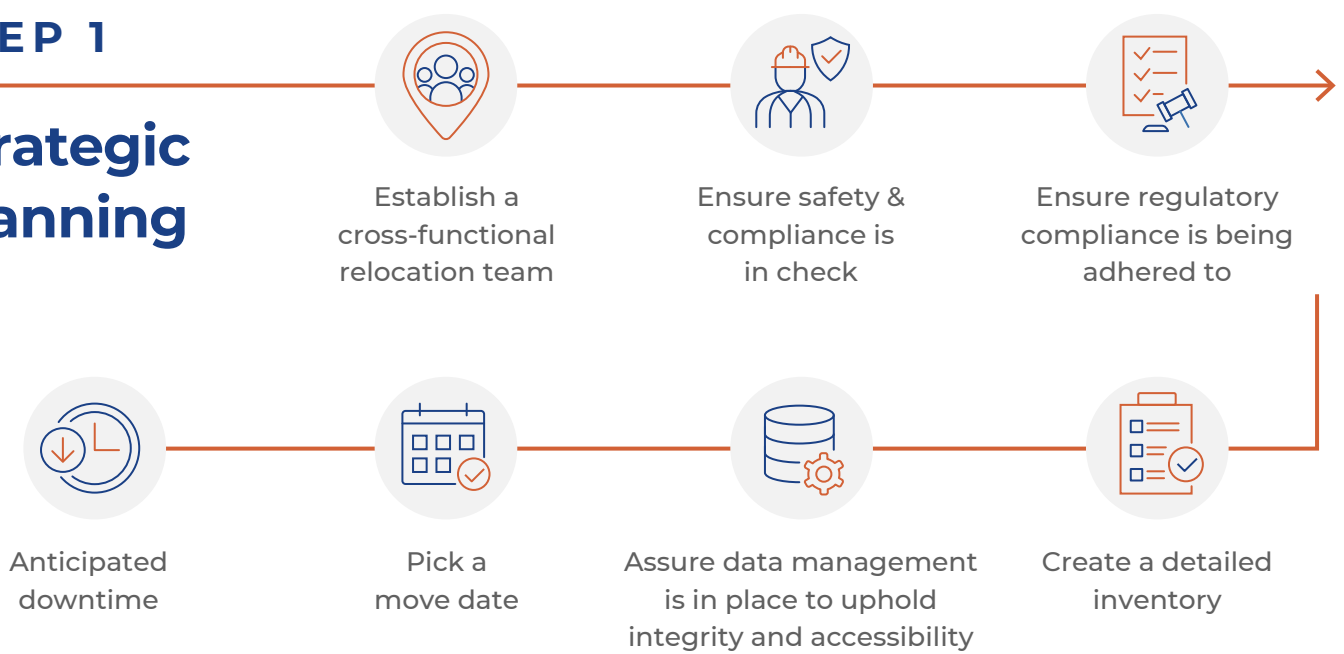 EP 1
rategic
anning
Establish a
cross-functional
relocation team
Ensure safety &
compliance is
in check
Ensure regulatory
compliance is being
adhered to
Anticipated
downtime
Pick a
move date
Assure data management
is in place to uphold
integrity and accessibility
Create a detailed
inventory